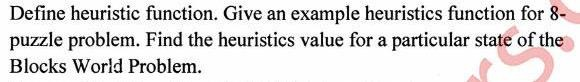 Define heuristic function. Give an example heuristics function for 8-
puzzle problem. Find the heuristics value for a particular state of the
Blocks World Problem.